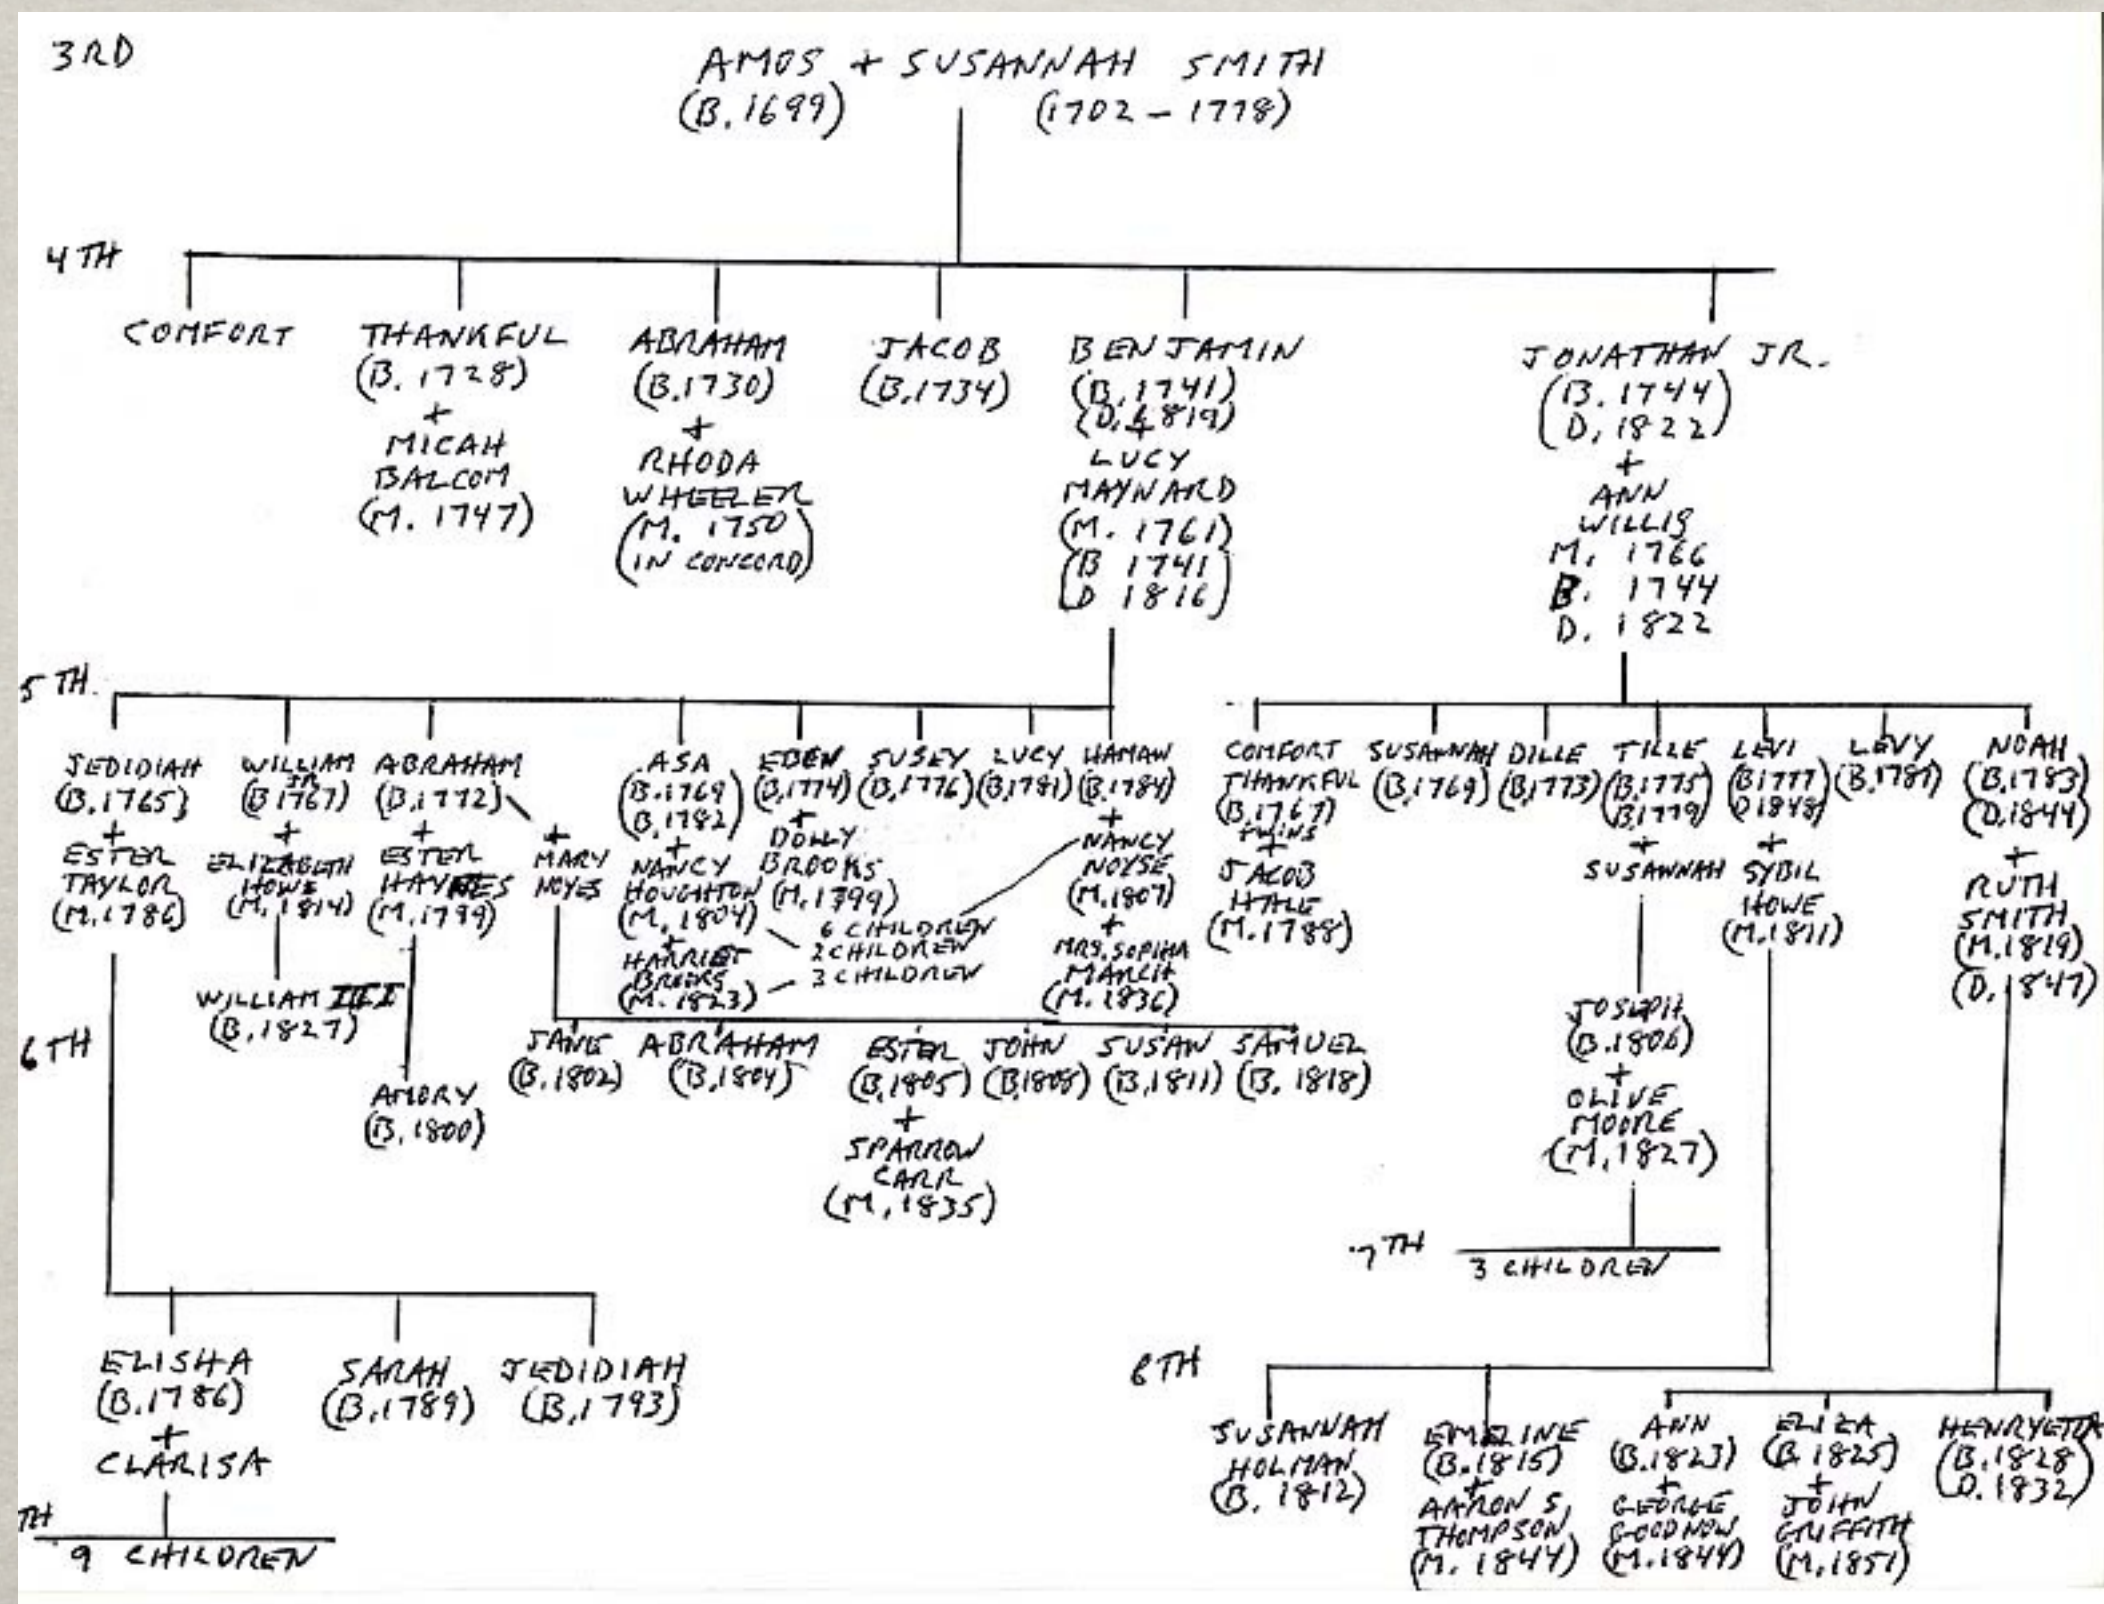 3RD
AMOS + SUSANNAH SMITH
(B. 1699) (1702 - 1778)
4TH
COMFORT
THANKFUL
(B. 1728)
+
MICAH
BALCOM
(M. 1747)
ABRAHAM
(B.1730)
+
RHODA
WHEELER
(M. 1750
IN CONCORD)
JACOB
(B.1734)
BENJAMIN
(B.1741)
(D. 1819)
+
LUCY
MAYNARD
(M. 1761)
(B 1741
D 1816)
JONATHAN JR.
(B. 1744
D. 1822)
+
ANN
WILLIS
M. 1766
B. 1744
D. 1822
5TH
JEDIDIAH
(B.1765)
+
ESTER
TAYLOR
(M.1786)
WILLIAM
JR
(B 1767)
+
ELIZABETH
HOWE
(M. 1814)
WILLIAM III
(B.1827)
ABRAHAM
(B.1772)
+
ESTER
HAYNES
(M.1799)
+
MARY
NOYES
ASA
(B.1769
B.1782)
+
NANCY
HOUGHTON
(M. 1804)
+
HARRIET
BROOKS
(M. 1823)
EBEN
(B.1774)
+
DOLLY
BROOKS
(M.1799)
6 CHILDREN
2 CHILDREN
3 CHILDREN
SUSEY
(B.1776)
LUCY
(B.1781)
HAMAN
(B.1784)
+
NANCY
NOYSE
(M.1807)
+
MRS. SOPIHA
MARCH
(M. 1836)
COMFORT
THANKFUL
(B.1767)
TWINS
+
JACOB
HALE
(M.1788)
SUSANNAH
(B.1769)
DILLE
(B.1773)
TILLE
(B.1775
B.1779)
+
SUSANNAH
LEVI
(B1777
D1848)
+
SYBIL
HOWE
(M.1811)
LEVY
(B.1781)
NOAH
(B.1783)
(D.1844)
+
RUTH
SMITH
(M.1819)
(D. 1847)
6TH
AMORY
(B.1800)
JANE
(B.1802)
ABRAHAM
(B.1804)
ESTER
(B.1805)
+
SPARROW
CARR
(M. 1835)
JOHN
(B.1808)
SUSAN
(B.1811)
SAMUEL
(B. 1818)
JOSEPH
(B.1806)
+
OLIVE
MOORE
(M.1827)
7TH
3 CHILDREN
ELISHA
(B.1786)
+
CLARISA
SARAH
(B.1789)
JEDIDIAH
(B.1793)
TH
9 CHILDREN
6TH
SUSANNAH
HOLMAN
(B. 1812)
EMELINE
(B.1815)
+
AARON S.
THOMPSON
(M. 1844)
ANN
(B.1823)
+
GEORGE
GOODNOW
(M.1844)
ELIZA
(B.1825)
+
JOHN
GRIFFITH
(M.1851)
HENRYETTA
(B.1828
D.1832)